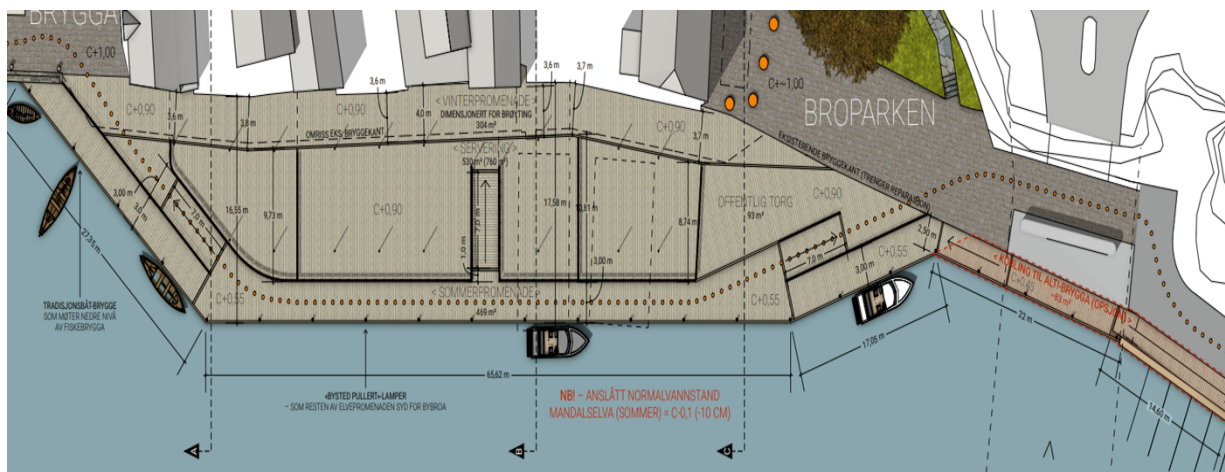 BRYGGA
C+1,00
C+0,90
3,6 m
3,8 m
3,6 m
C+0,90
4,0 m
< VINTERPROMENADE >
DIMENSJONERT FOR BRØYTING
304 m²
3,6 m
3,7 m
C+0,90
3,7 m
C+-1,00
BROPARKEN
OMRISS EKS. BRYGGEKANT
< SERVERING >
530 m² (760 m²)
EKSISTERENDE BRYGGEKANT (TRENGER REPARASJON)
3,00 m
3,0 m
7,0 m
27,35 m
16,55 m
9,73 m
C+0,90
7,0 m
1,0 m
17,58 m
10,61 m
8,74 m
OFFENTLIG TORG
93 m²
C+0,90
3,00 m
7,0 m
2,50 m
C+0,55
3,00 m
C+0,55
< SOMMERPROMENADE >
469 m²
C+0,55
< KOBLING TIL ALTI-BRYGGA (OPSJON) >
~83 m²
TRADISJONSBÅT-BRYGGE
SOM MØTER NEDRE NIVÅ
AV FISKEBRYGGA
22 m
17,05 m
65,62 m
14,60 m
«BYSTED PULLERT»-LAMPER
– SOM RESTEN AV ELVEPROMENADEN SYD FOR BYBROA
NB! – ANSLÅTT NORMALVANNSTAND
MANDALSELVA (SOMMER) = C-0,1 (-10 CM)
A
B
C